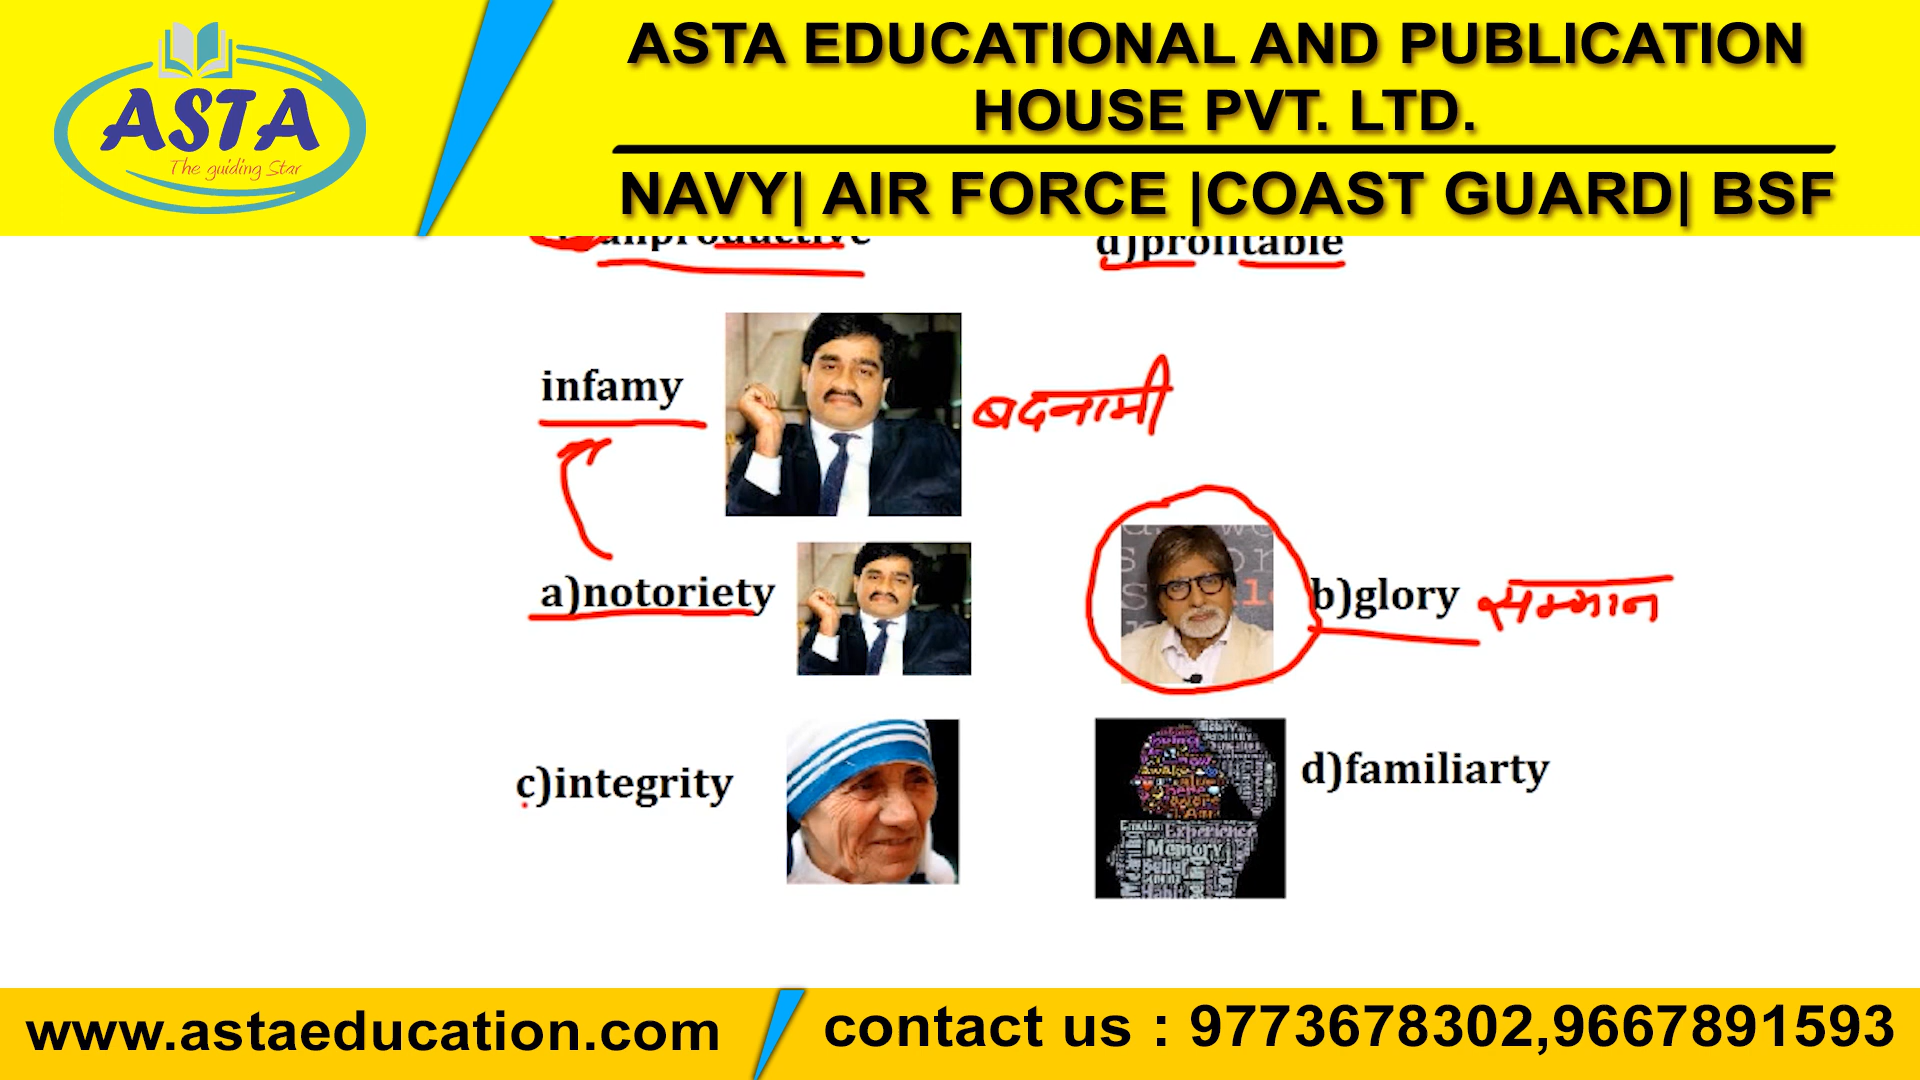 ASTA
The guiding Star
ASTA EDUCATIONAL AND PUBLICATION
HOUSE PVT. LTD.
NAVY| AIR FORCE |COAST GUARD| BSF
d)profitable
infamy
बदनामी
a)notoriety
b)glory
सम्मान
c)integrity
d)familiarty
Experience
Memory
Belief
www.astaeducation.com
contact us : 9773678302,9667891593